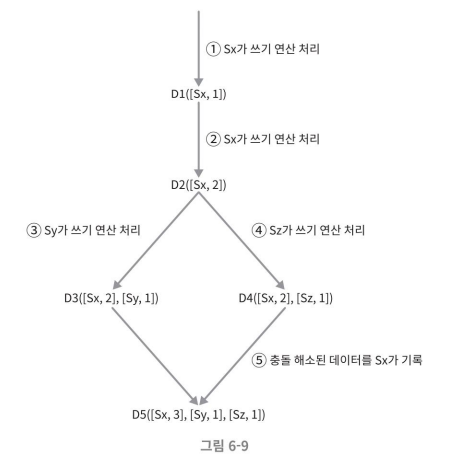 ① Sx가 쓰기 연산 처리
D1([Sx, 1])
② Sx가 쓰기 연산 처리
D2([Sx, 2])
③ Sy가 쓰기 연산 처리
④ Sz가 쓰기 연산 처리
D3([Sx, 2], [Sy, 1])
D4([Sx, 2], [Sz, 1])
⑤ 충돌 해소된 데이터를 Sx가 기록
D5([Sx, 3], [Sy, 1], [Sz, 1])
그림 6-9